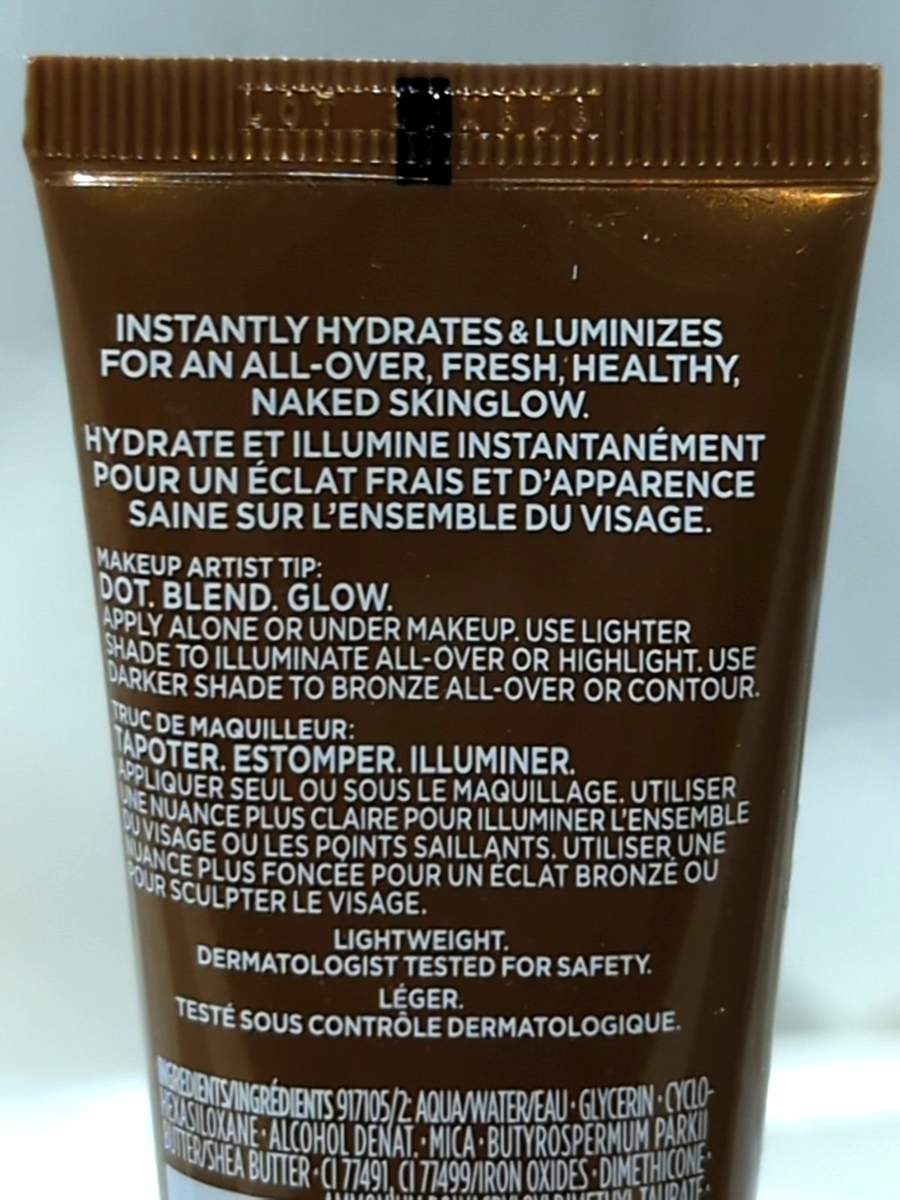 LOT
INSTANTLY HYDRATES & LUMINIZES
FOR AN ALL-OVER, FRESH, HEALTHY,
NAKED SKINGLOW.
HYDRATE ET ILLUMINE INSTANTANÉMENT
POUR UN ÉCLAT FRAIS ET D'APPARENCE
SAINE SUR L'ENSEMBLE DU VISAGE.
MAKEUP ARTIST TIP:
DOT. BLEND. GLOW.
APPLY ALONE OR UNDER MAKEUP. USE LIGHTER
SHADE TO ILLUMINATE ALL-OVER OR HIGHLIGHT. USE
DARKER SHADE TO BRONZE ALL-OVER OR CONTOUR.
TRUC DE MAQUILLEUR:
TAPOTER. ESTOMPER. ILLUMINER.
APPLIQUER SEUL OU SOUS LE MAQUILLAGE. UTILISER
UNE NUANCE PLUS CLAIRE POUR ILLUMINER L'ENSEMBLE
DU VISAGE OU LES POINTS SAILLANTS. UTILISER UNE
NUANCE PLUS FONCÉE POUR UN ÉCLAT BRONZÉ OU
POUR SCULPTER LE VISAGE.
LIGHTWEIGHT.
DERMATOLOGIST TESTED FOR SAFETY.
LÉGER.
TESTÉ SOUS CONTRÔLE DERMATOLOGIQUE.
INGREDIENTS/INGRÉDIENTS 917105/2: AQUA/WATER/EAU • GLYCERIN • CYCLO-
HEXASILOXANE • ALCOHOL DENAT. • MICA • BUTYROSPERMUM PARKII
BUTTER/SHEA BUTTER • CI 77491, CI 77499/IRON OXIDES • DIMETHICONE •